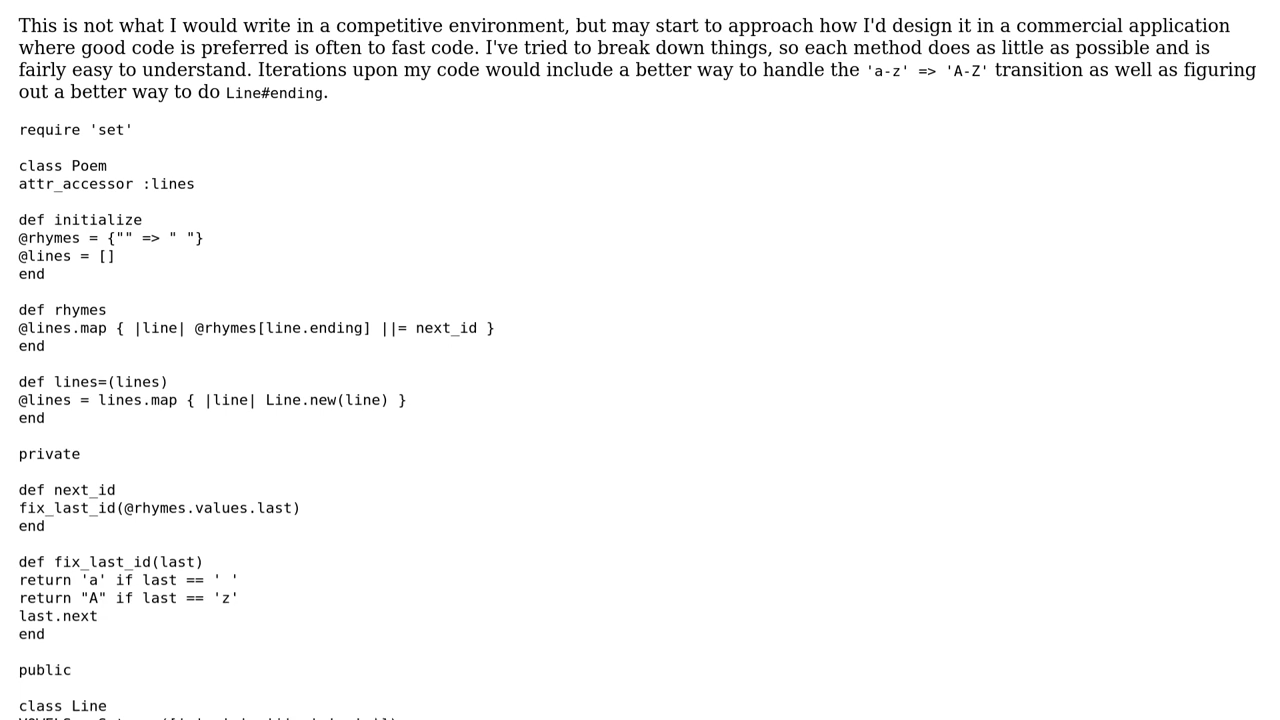 This is not what I would write in a competitive environment, but may start to approach how I'd design it in a commercial application
where good code is preferred is often to fast code. I've tried to break down things, so each method does as little as possible and is
fairly easy to understand. Iterations upon my code would include a better way to handle the 'a-z' => 'A-Z' transition as well as figuring
out a better way to do Line#ending.
require 'set'
class Poem
attr_accessor :lines
def initialize
@rhymes = {"" => " "}
@lines = []
end
def rhymes
@lines.map { |line| @rhymes[line.ending] ||= next_id }
end
def lines=(lines)
@lines = lines.map { |line| Line.new(line) }
end
private
def next_id
fix_last_id(@rhymes.values.last)
end
def fix_last_id(last)
return 'a' if last == ' '
return "A" if last == 'z'
last.next
end
public
class Line